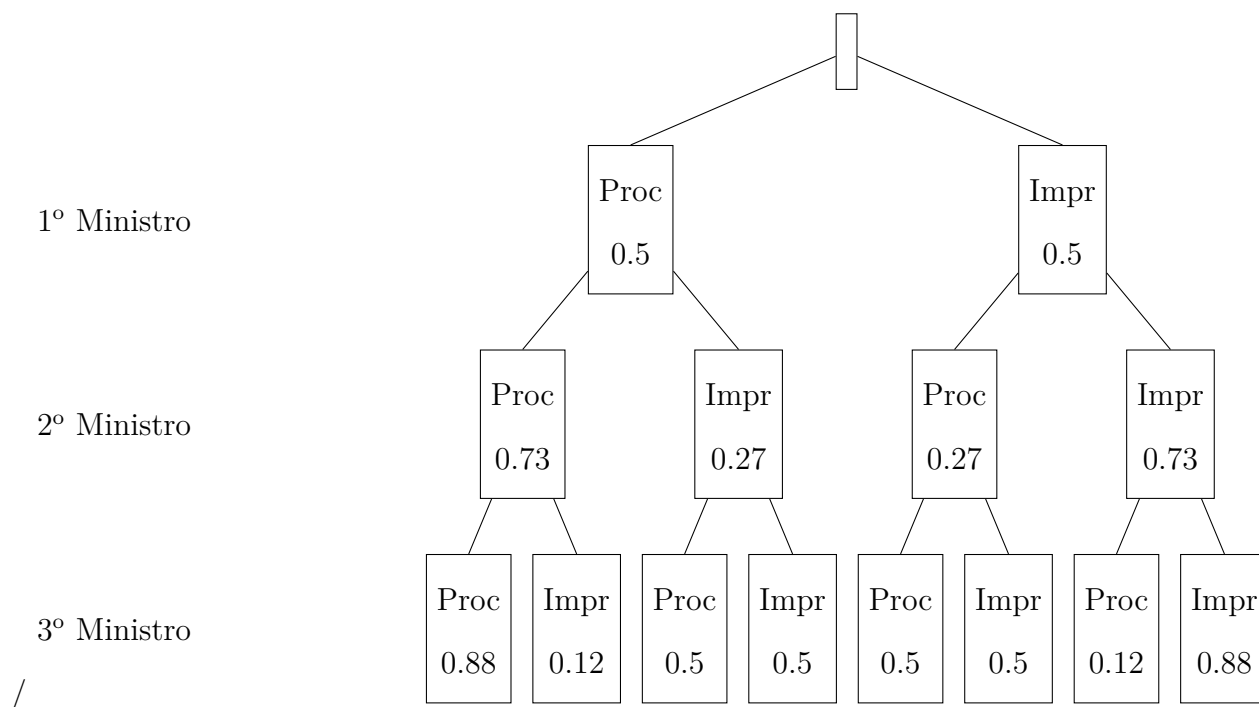 Proc Impr
1º Ministro
0.5 0.5
Proc Impr Proc Impr
2º Ministro
0.73 0.27 0.27 0.73
Proc Impr Proc Impr Proc Impr Proc Impr
3º Ministro
0.88 0.12 0.5 0.5 0.5 0.5 0.12 0.88
/